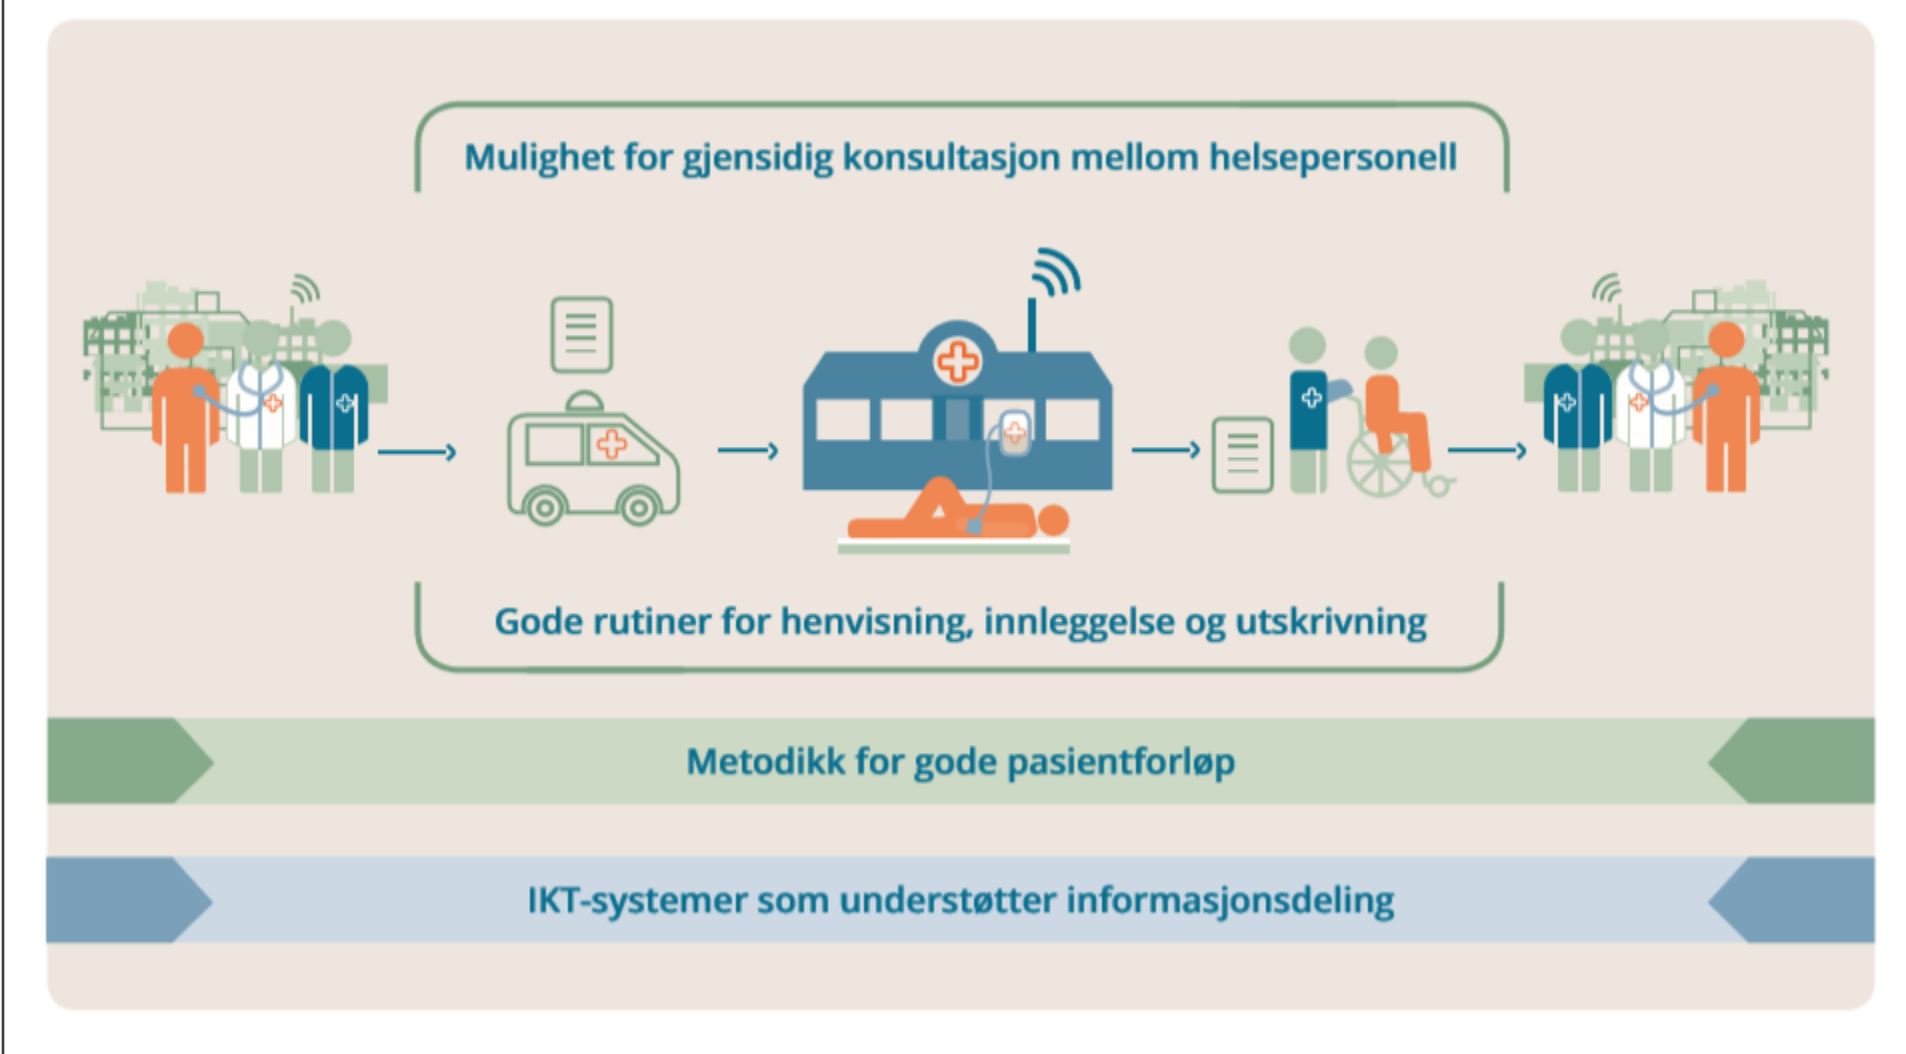 Mulighet for gjensidig konsultasjon mellom helsepersonell
Gode rutiner for henvisning, innleggelse og utskrivning
Metodikk for gode pasientforløp
IKT-systemer som understøtter informasjonsdeling